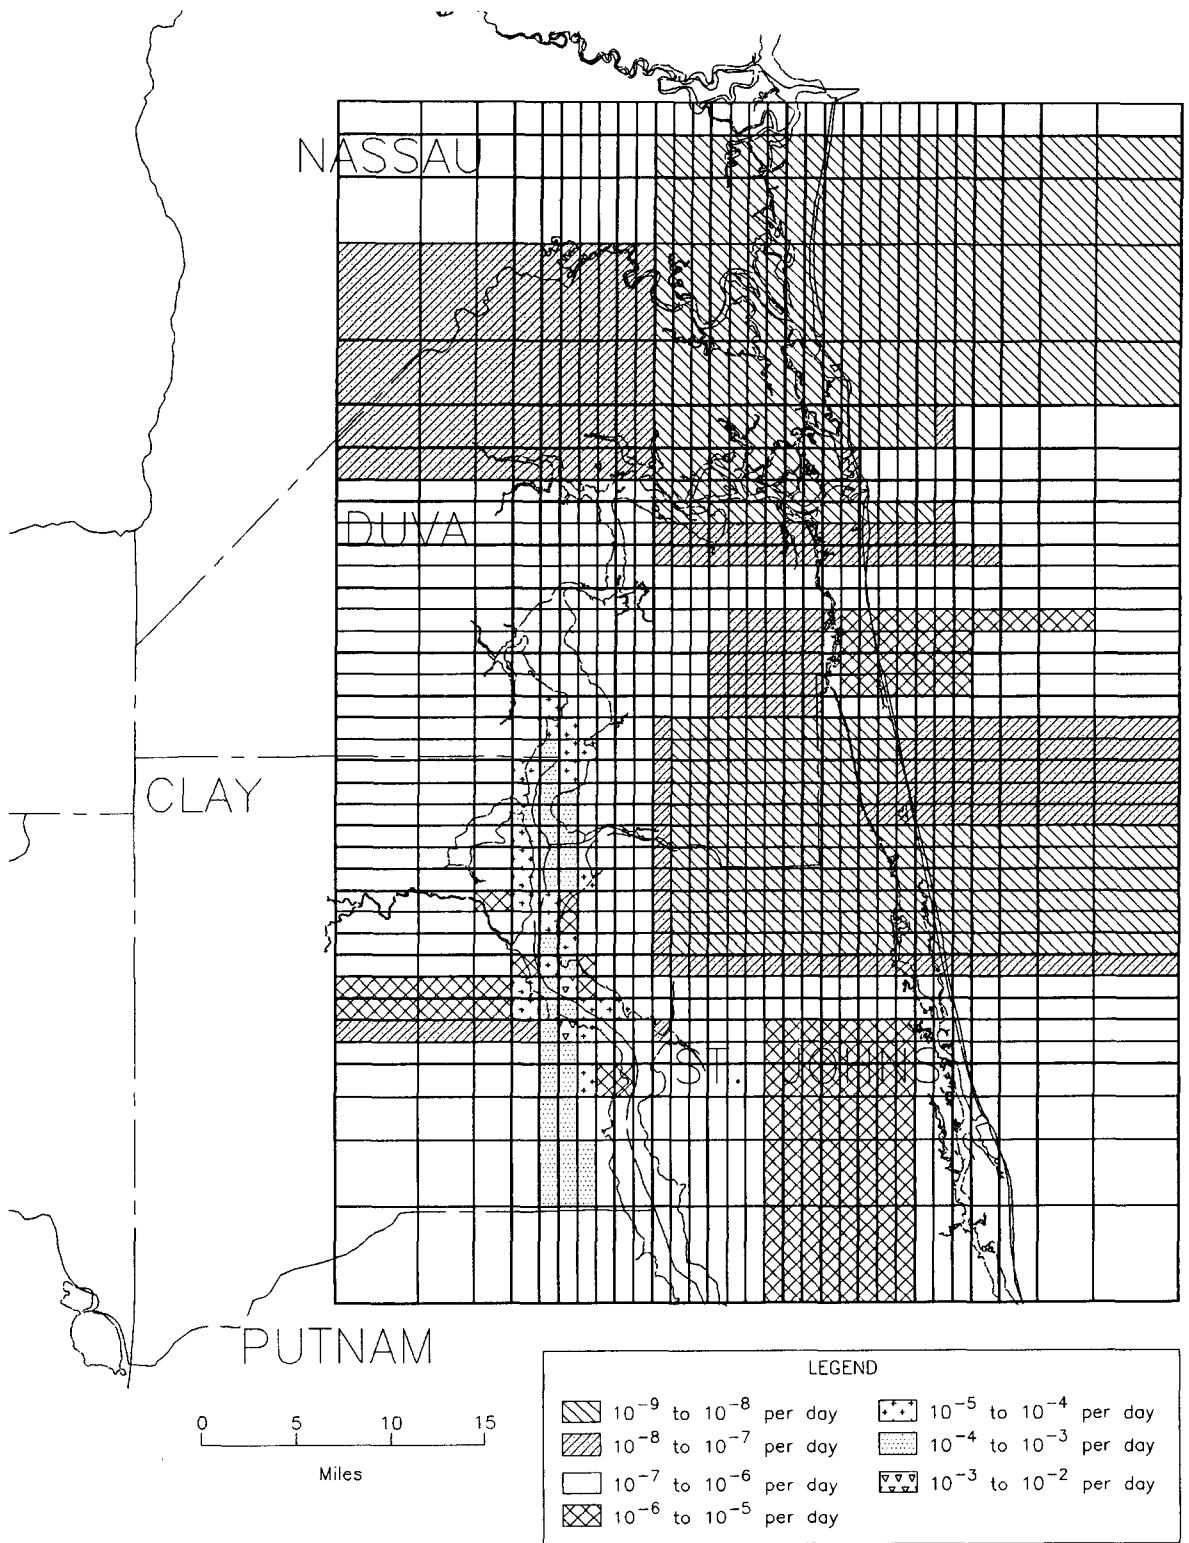 NASSAU
DUVA
CLAY
ST. JOHNS
PUTNAM
LEGEND
10⁻⁹ to 10⁻⁸ per day
10⁻⁸ to 10⁻⁷ per day
10⁻⁷ to 10⁻⁶ per day
10⁻⁶ to 10⁻⁵ per day
10⁻⁵ to 10⁻⁴ per day
10⁻⁴ to 10⁻³ per day
10⁻³ to 10⁻² per day
0 5 10 15
Miles